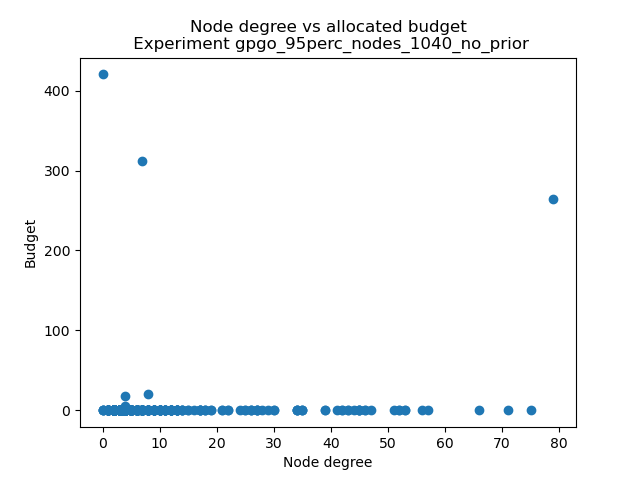 Node degree vs allocated budget
Experiment gpgo_95perc_nodes_1040_no_prior
400
300
200
100
0
Budget
0 10 20 30 40 50 60 70 80
Node degree